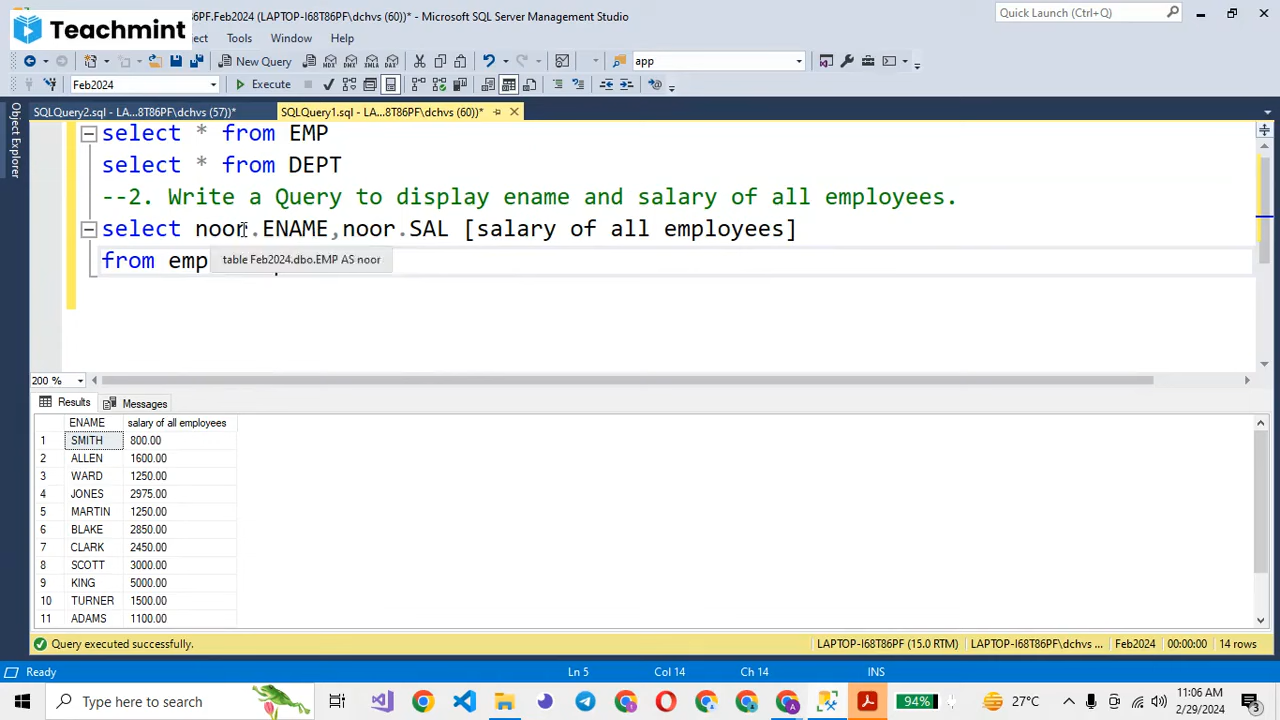 Teachmint
PF.Feb2024 (LAPTOP-I68T86PF\dchvs (60))* - Microsoft SQL Server Management Studio
Quick Launch (Ctrl+Q)
Tools Window Help
New Query
app
Feb2024
Execute
SQLQuery2.sql - LA...8T86PF\dchvs (57))*
SQLQuery1.sql - LA...8T86PF\dchvs (60))*
Object Explorer
select * from EMP
select * from DEPT
--2. Write a Query to display ename and salary of all employees.
select noor.ENAME,noor.SAL [salary of all employees]
from emp
table Feb2024.dbo.EMP AS noor
200 %
Results Messages
ENAME salary of all employees
1 SMITH 800.00
2 ALLEN 1600.00
3 WARD 1250.00
4 JONES 2975.00
5 MARTIN 1250.00
6 BLAKE 2850.00
7 CLARK 2450.00
8 SCOTT 3000.00
9 KING 5000.00
10 TURNER 1500.00
11 ADAMS 1100.00
Query executed successfully.
LAPTOP-I68T86PF (15.0 RTM) LAPTOP-I68T86PF\dchvs ... Feb2024 00:00:00 14 rows
Ready
Ln 5 Col 14 Ch 14 INS
Type here to search
94%
27°C
11:06 AM
2/29/2024
3